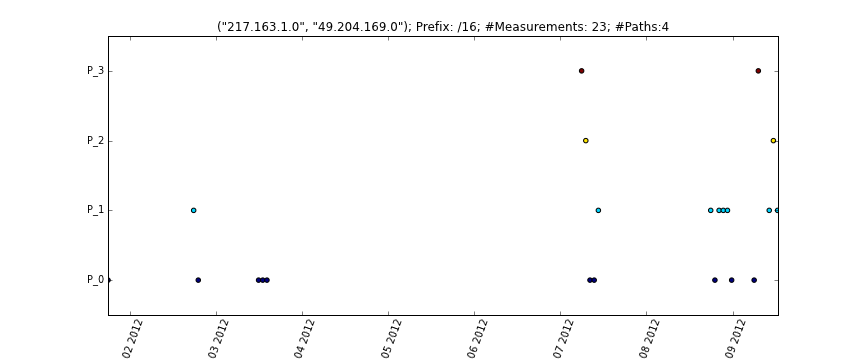 ("217.163.1.0", "49.204.169.0"); Prefix: /16; #Measurements: 23; #Paths:4
P_3
P_2
P_1
P_0
02 2012
03 2012
04 2012
05 2012
06 2012
07 2012
08 2012
09 2012